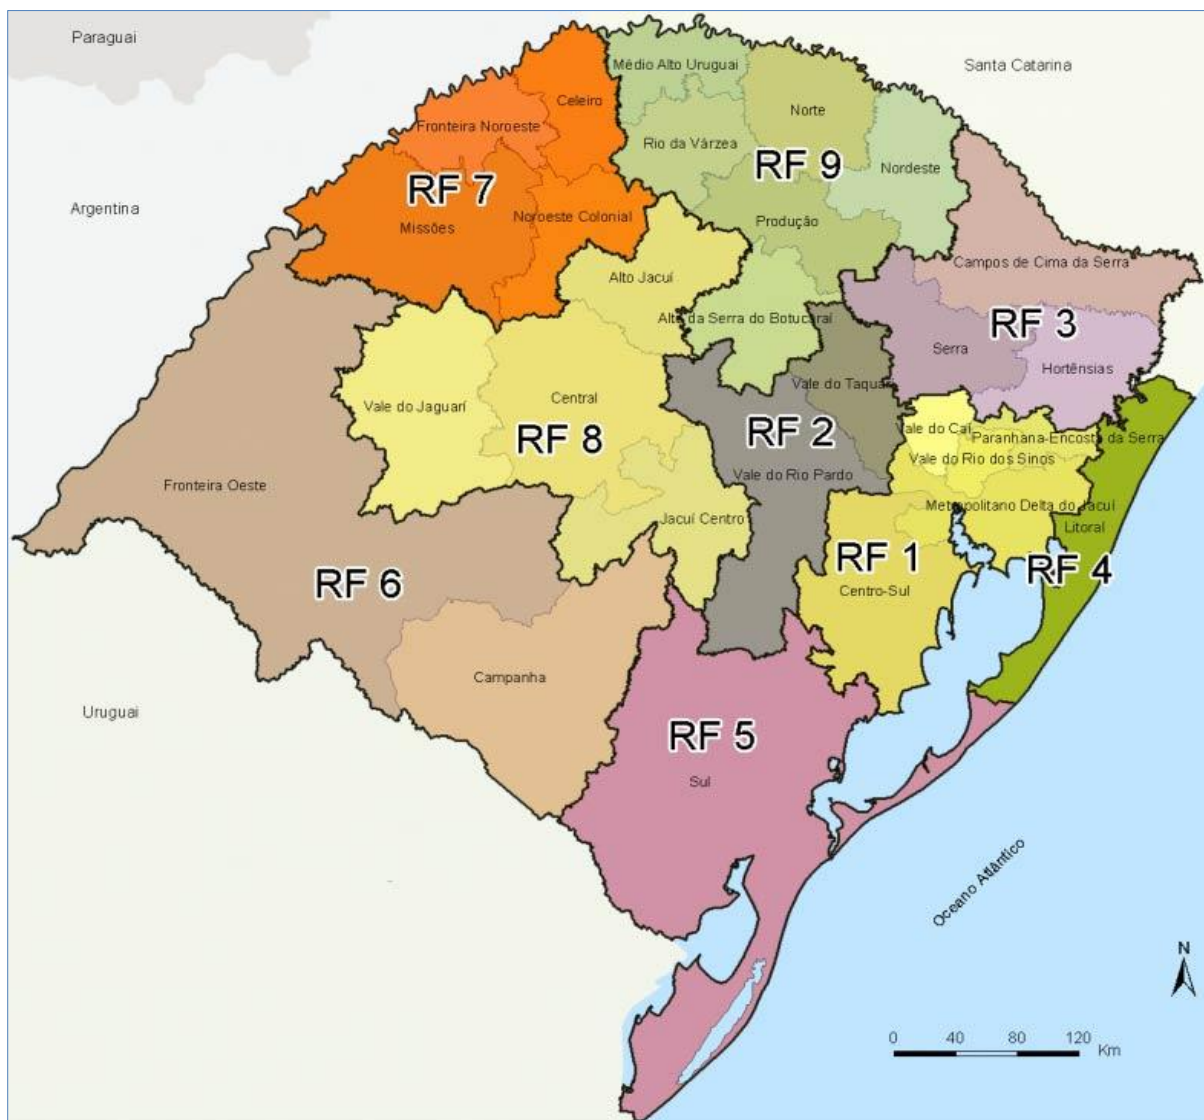 Paraguai
Santa Catarina
Médio Alto Uruguai
Celeiro
Norte
Fronteira Noroeste
Rio da Várzea
RF 9
Nordeste
RF 7
Argentina
Noroeste Colonial
Produção
Missões
Campos de Cima da Serra
Alto Jacuí
Alto da Serra do Botucaraí
RF 3
Serra
Hortênsias
Vale do Taquari
Central
Vale do Jaguarí
RF 8
RF 2
Vale do Caí
Paranhana-Encosta da Serra
Vale do Rio dos Sinos
Vale do Rio Pardo
Fronteira Oeste
Metropolitano Delta do Jacuí
Jacuí Centro
Litoral
RF 1
RF 4
RF 6
Centro-Sul
Campanha
Uruguai
RF 5
Sul
Oceano Atlântico
N
0 40 80 120
Km